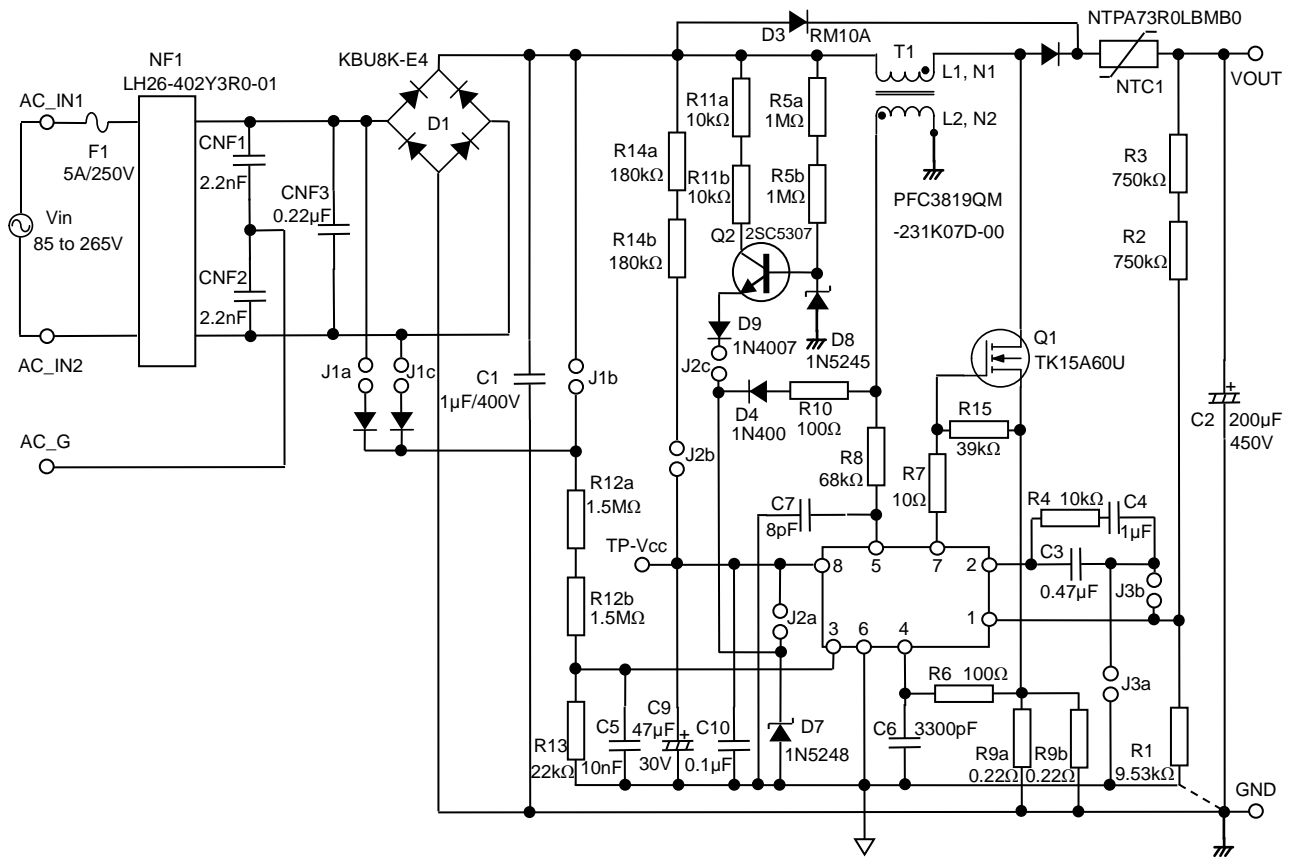 NTPA73R0LBMB0
D3
RM10A
NF1
LH26-402Y3R0-01
KBU8K-E4
T1
L1, N1
L2, N2
NTC1
VOUT
AC_IN1
F1
5A/250V
CNF1
2.2nF
D1
CNF3
0.22µF
R11a
10kΩ
R5a
1MΩ
R14a
180kΩ
R11b
10kΩ
R5b
1MΩ
R3
750kΩ
PFC3819QM
-231K07D-00
Vin
85 to 265V
R14b
180kΩ
Q2
2SC5307
R2
750kΩ
CNF2
2.2nF
D9
1N4007
D8
1N5245
Q1
TK15A60U
AC_IN2
J1a
J1c
C1
1µF/400V
J1b
J2c
D4
1N400
R10
100Ω
R15
39kΩ
C2
200µF
450V
+
AC_G
J2b
R8
68kΩ
R7
10Ω
R12a
1.5MΩ
C7
8pF
R4 10kΩ
C4
1µF
TP-Vcc
8
5
7
2
C3
0.47µF
J3b
R12b
1.5MΩ
J2a
1
3
6
4
R6 100Ω
J3a
R13
22kΩ
C5
10nF
C9
47µF
+
30V
C10
0.1µF
D7
1N5248
C6
3300pF
R9a
0.22Ω
R9b
0.22Ω
R1
9.53kΩ
GND